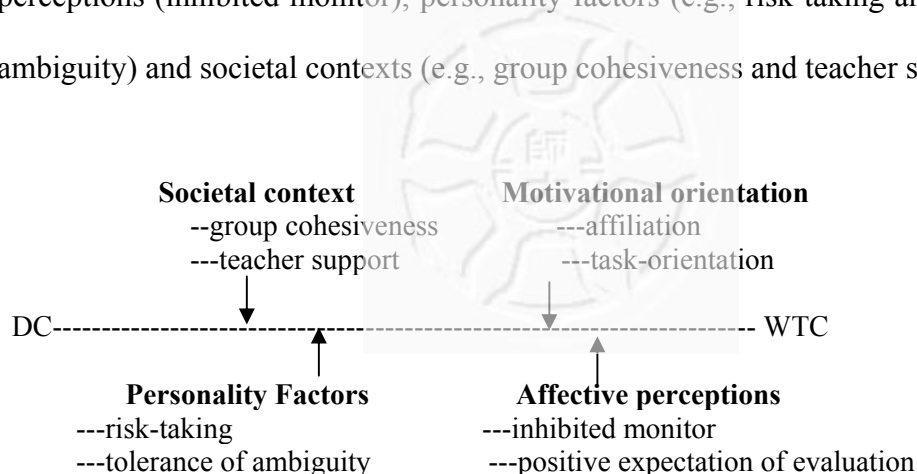 perceptions (inhibited monitor), personality factors (e.g., risk-taking
ambiguity) and societal contexts (e.g., group cohesiveness and teacher
師
Societal context Motivational orientation
--group cohesiveness ---affiliation
---teacher support ---task-orientation
DC------------------------------------------------------------------------ WTC
Personality Factors Affective perceptions
---risk-taking ---inhibited monitor
---tolerance of ambiguity ---positive expectation of evaluation